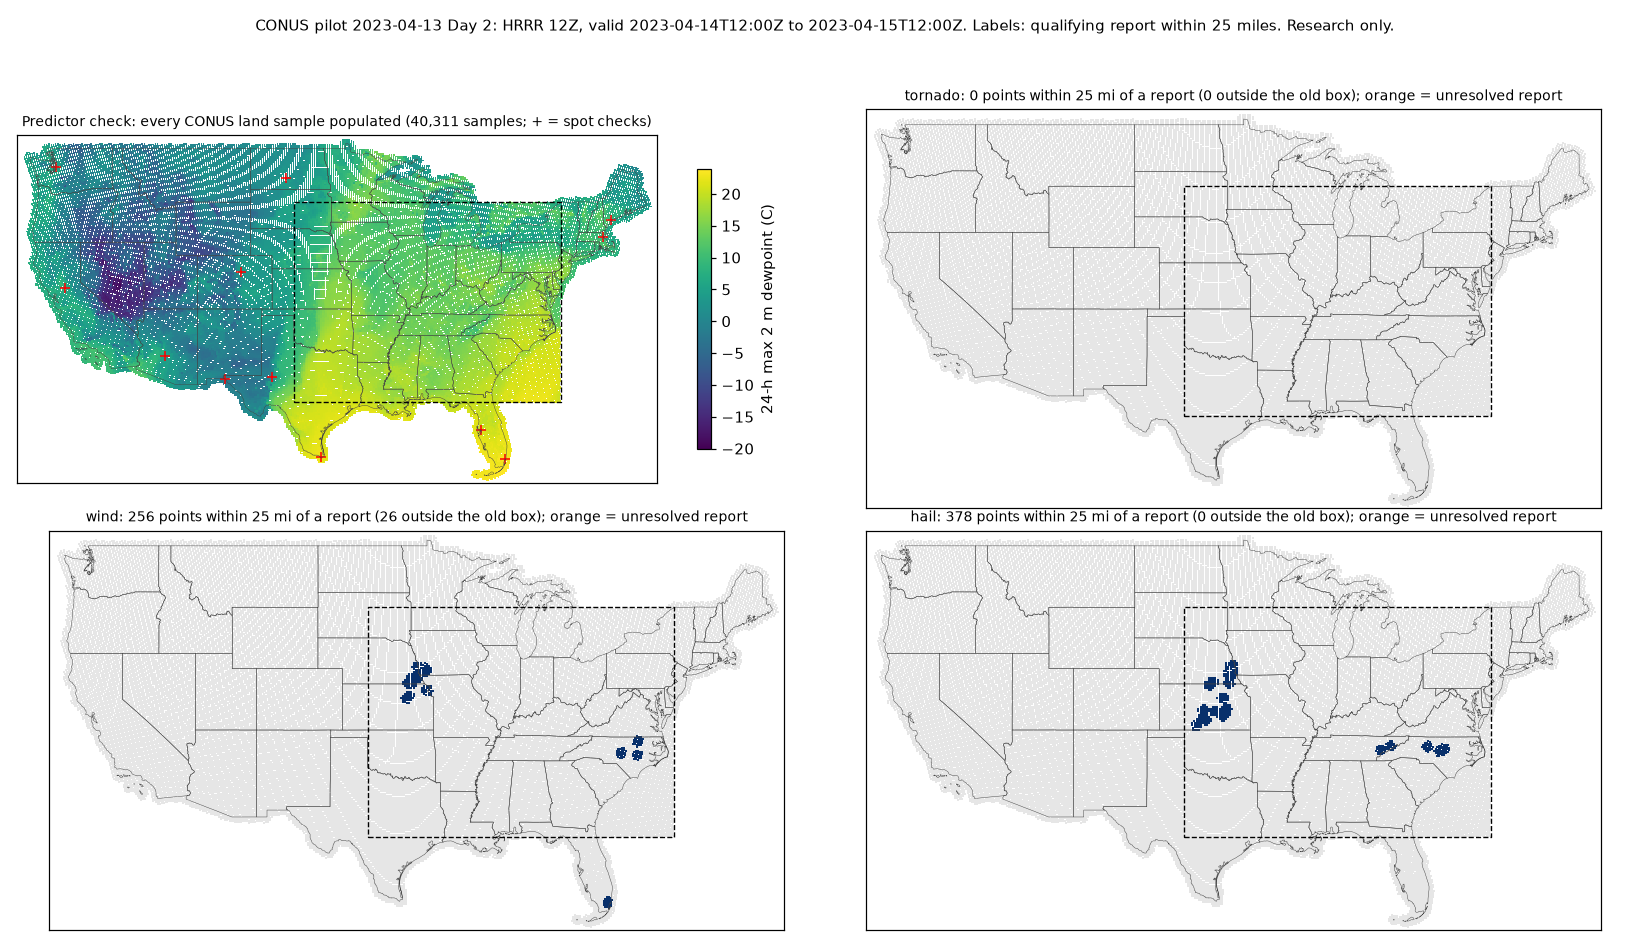 CONUS pilot 2023-04-13 Day 2: HRRR 12Z, valid 2023-04-14T12:00Z to 2023-04-15T12:00Z. Labels: qualifying report within 25 miles. Research only.
Predictor check: every CONUS land sample populated (40,311 samples; + = spot checks)
20
15
10
5
0
−5
−10
−15
−20
24-h max 2 m dewpoint (C)
tornado: 0 points within 25 mi of a report (0 outside the old box); orange = unresolved report
wind: 256 points within 25 mi of a report (26 outside the old box); orange = unresolved report
hail: 378 points within 25 mi of a report (0 outside the old box); orange = unresolved report